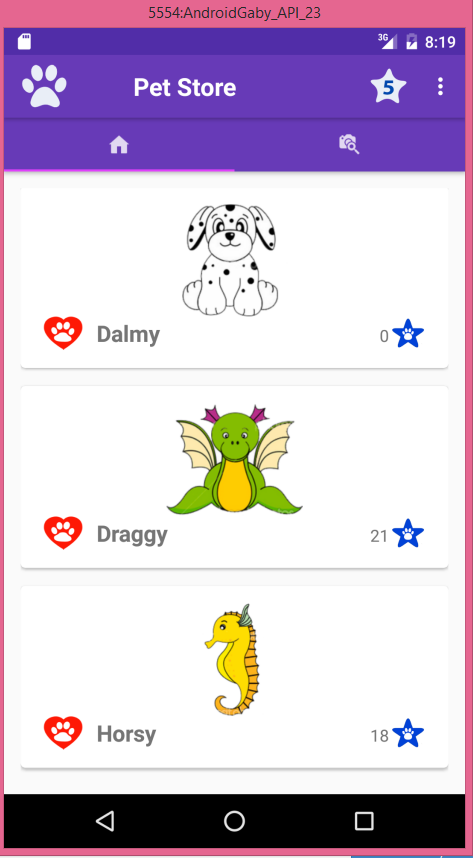 5554:AndroidGaby_API_23
3G 8:19
Pet Store 5
Dalmy 0
Draggy 21
Horsy 18